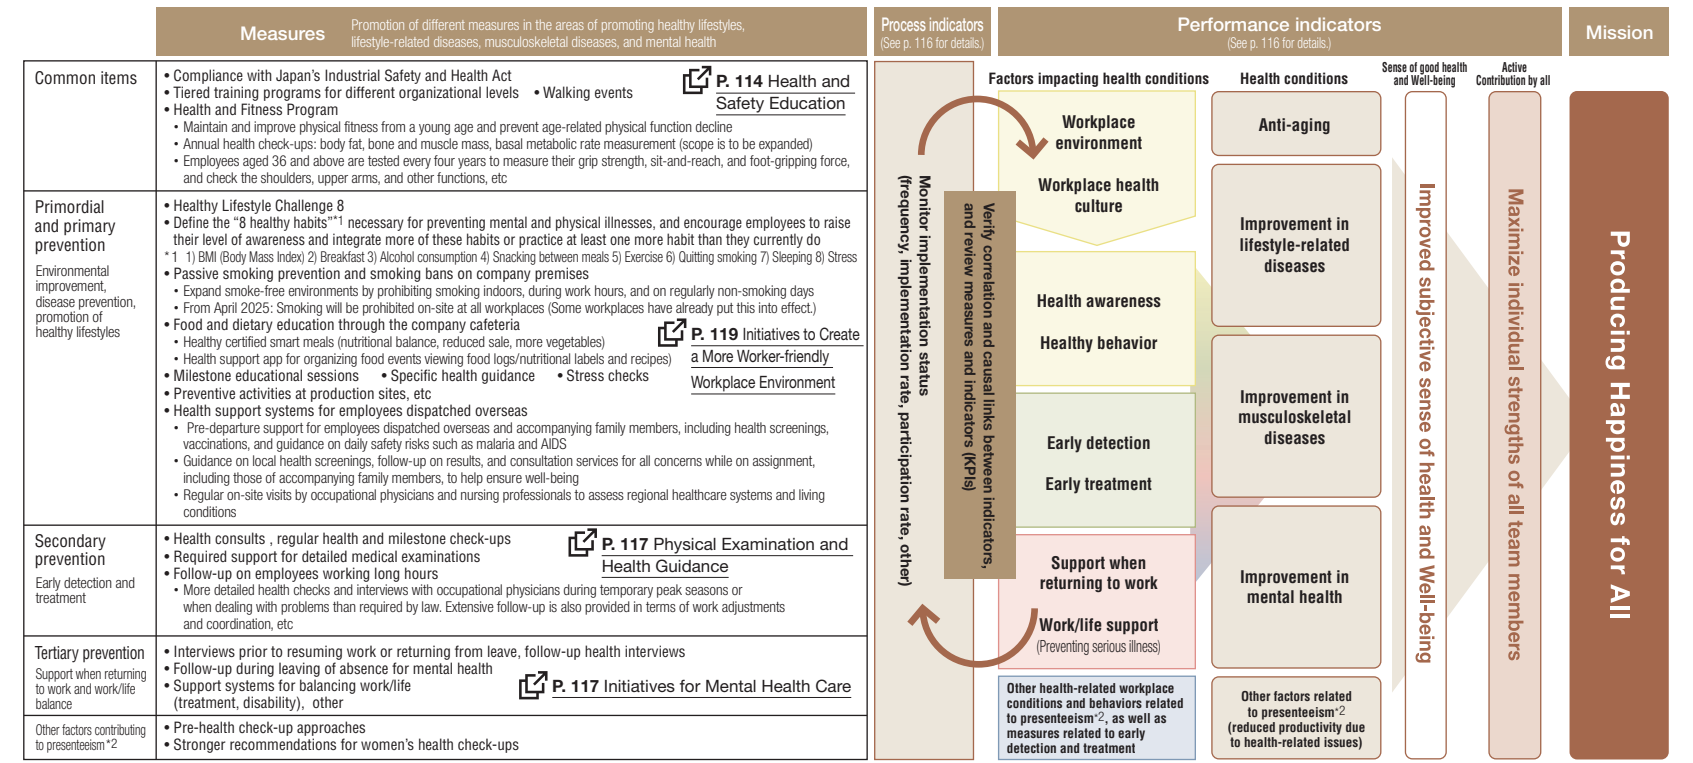 Measures
Promotion of different measures in the areas of promoting healthy lifestyles,
lifestyle-related diseases, musculoskeletal diseases, and mental health
Process indicators
(See p. 116 for details.)
Performance indicators
(See p. 116 for details.)
Mission
Common items
• Compliance with Japan's Industrial Safety and Health Act
• Tiered training programs for different organizational levels • Walking events
• Health and Fitness Program
• Maintain and improve physical fitness from a young age and prevent age-related physical function decline
• Annual health check-ups: body fat, bone and muscle mass, basal metabolic rate measurement (scope is to be expanded)
• Employees aged 36 and above are tested every four years to measure their grip strength, sit-and-reach, and foot-gripping force,
and check the shoulders, upper arms, and other functions, etc
P. 114 Health and
Safety Education
Primordial
and primary
prevention
Environmental
improvement,
disease prevention,
promotion of
healthy lifestyles
• Healthy Lifestyle Challenge 8
• Define the “8 healthy habits”*1 necessary for preventing mental and physical illnesses, and encourage employees to raise
their level of awareness and integrate more of these habits or practice at least one more habit than they currently do
*1 1) BMI (Body Mass Index) 2) Breakfast 3) Alcohol consumption 4) Snacking between meals 5) Exercise 6) Quitting smoking 7) Sleeping 8) Stress
• Passive smoking prevention and smoking bans on company premises
• Expand smoke-free environments by prohibiting smoking indoors, during work hours, and on regularly non-smoking days
• From April 2025: Smoking will be prohibited on-site at all workplaces (Some workplaces have already put this into effect.)
• Food and dietary education through the company cafeteria
• Healthy certified smart meals (nutritional balance, reduced sale, more vegetables)
• Health support app for organizing food events viewing food logs/nutritional labels and recipes)
• Milestone educational sessions • Specific health guidance • Stress checks
• Preventive activities at production sites, etc
• Health support systems for employees dispatched overseas
• Pre-departure support for employees dispatched overseas and accompanying family members, including health screenings,
vaccinations, and guidance on daily safety risks such as malaria and AIDS
• Guidance on local health screenings, follow-up on results, and consultation services for all concerns while on assignment,
including those of accompanying family members, to help ensure well-being
• Regular on-site visits by occupational physicians and nursing professionals to assess regional healthcare systems and living
conditions
P. 119 Initiatives to Create
a More Worker-friendly
Workplace Environment
Secondary
prevention
Early detection and
treatment
• Health consults , regular health and milestone check-ups
• Required support for detailed medical examinations
• Follow-up on employees working long hours
• More detailed health checks and interviews with occupational physicians during temporary peak seasons or
when dealing with problems than required by law. Extensive follow-up is also provided in terms of work adjustments
and coordination, etc
P. 117 Physical Examination and
Health Guidance
Tertiary prevention
Support when returning
to work and work/life
balance
• Interviews prior to resuming work or returning from leave, follow-up health interviews
• Follow-up during leaving of absence for mental health
• Support systems for balancing work/life
(treatment, disability), other
P. 117 Initiatives for Mental Health Care
Other factors contributing
to presenteeism*2
• Pre-health check-up approaches
• Stronger recommendations for women's health check-ups
Monitor implementation status
(frequency, implementation rate, participation rate, other)
Verify correlation and causal links between indicators,
and review measures and indicators (KPIs)
Factors impacting health conditions
Workplace
environment
Workplace health
culture
Health awareness
Healthy behavior
Early detection
Early treatment
Support when
returning to work
Work/life support
(Preventing serious illness)
Other health-related workplace
conditions and behaviors related
to presenteeism*2, as well as
measures related to early
detection and treatment
Health conditions
Anti-aging
Improvement in
lifestyle-related
diseases
Improvement in
musculoskeletal
diseases
Improvement in
mental health
Other factors related
to presenteeism*2
(reduced productivity due
to health-related issues)
Sense of good health
and Well-being
Improved subjective sense of health and Well-being
Active
Contribution by all
Maximize individual strengths of all team members
Producing Happiness for All